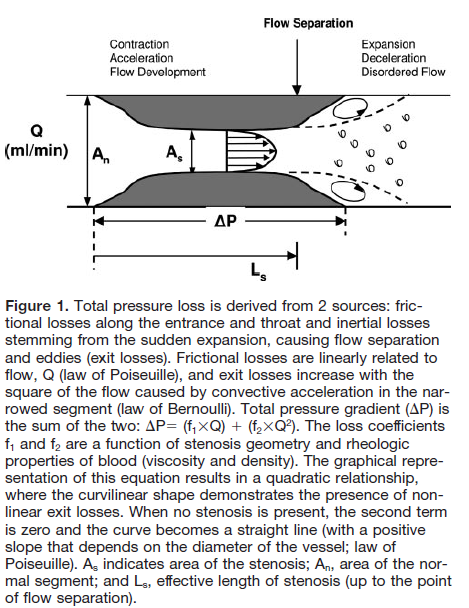 Flow Separation
Contraction
Acceleration
Flow Development
Expansion
Deceleration
Disordered Flow
Q
(ml/min)
An
As
ΔP
Ls
Figure 1. Total pressure loss is derived from 2 sources: fric-
tional losses along the entrance and throat and inertial losses
stemming from the sudden expansion, causing flow separation
and eddies (exit losses). Frictional losses are linearly related to
flow, Q (law of Poiseuille), and exit losses increase with the
square of the flow caused by convective acceleration in the nar-
rowed segment (law of Bernoulli). Total pressure gradient (ΔP) is
the sum of the two: ΔP= (f₁×Q) + (f₂×Q²). The loss coefficients
f₁ and f₂ are a function of stenosis geometry and rheologic
properties of blood (viscosity and density). The graphical repre-
sentation of this equation results in a quadratic relationship,
where the curvilinear shape demonstrates the presence of non-
linear exit losses. When no stenosis is present, the second term
is zero and the curve becomes a straight line (with a positive
slope that depends on the diameter of the vessel; law of
Poiseuille). As indicates area of the stenosis; An, area of the nor-
mal segment; and Ls, effective length of stenosis (up to the point
of flow separation).